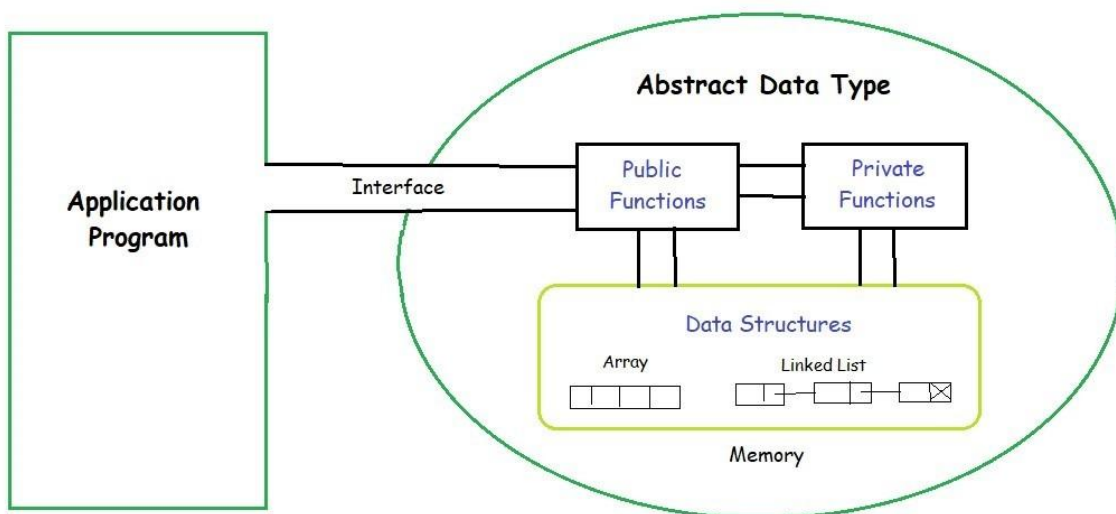 Abstract Data Type
Application
Program
Interface
Public
Functions
Private
Functions
Data Structures
Array
Linked List
Memory